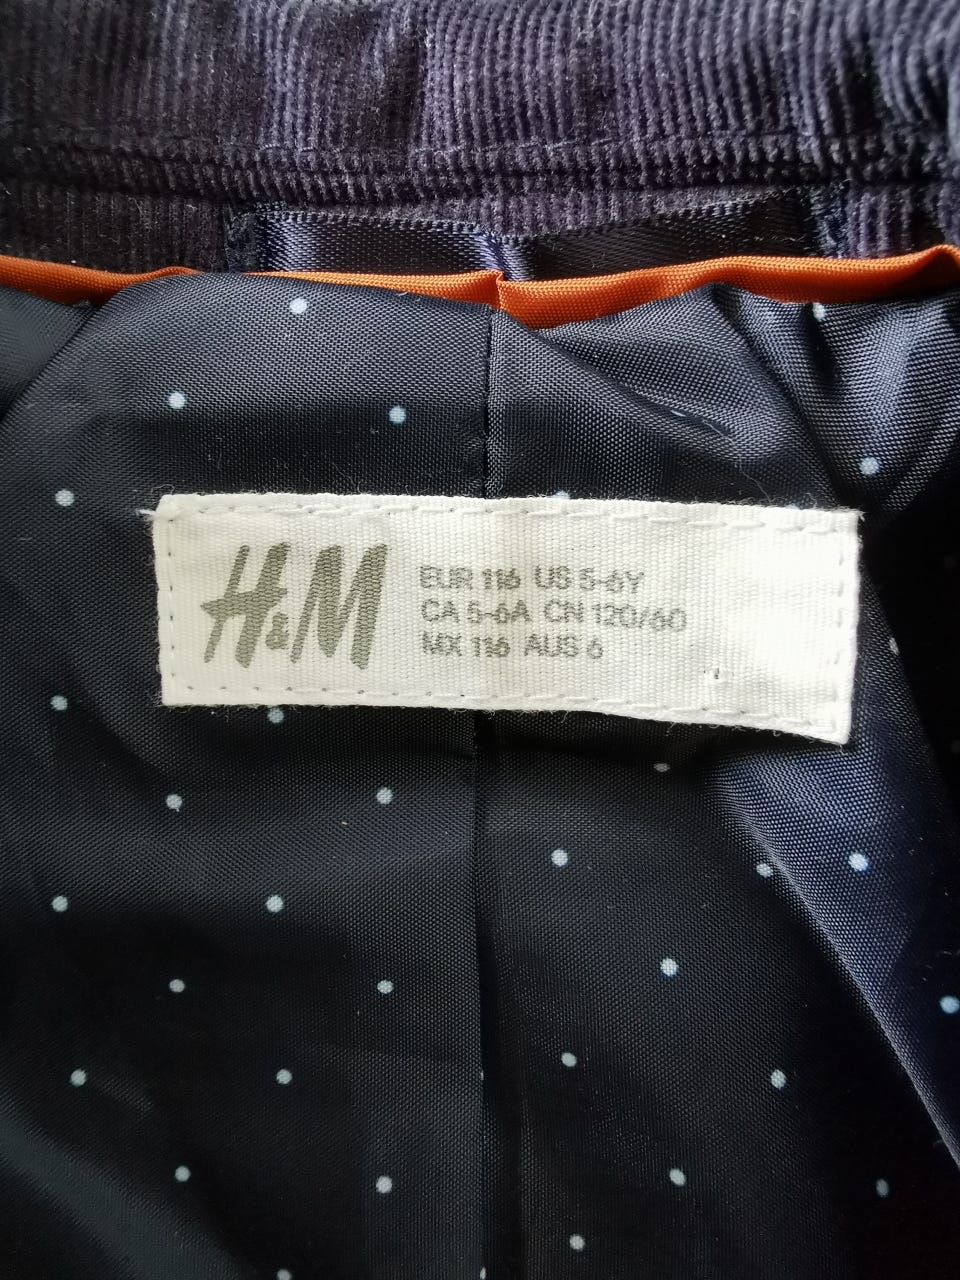 H&M
EUR 116 US 5-6Y
CA 5-6A CN 120/60
MX 116 AUS 6